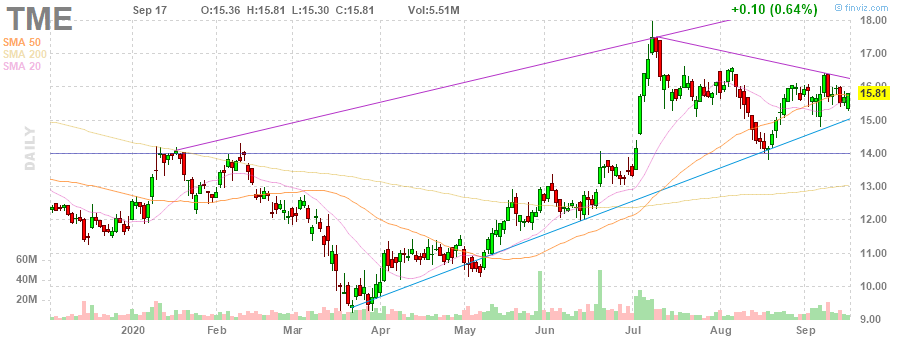 TME
Sep 17 O:15.36 H:15.81 L:15.30 C:15.81 Vol:5.51M +0.10 (0.64%) © finviz.com
SMA 50
SMA 200
SMA 20
DAILY
18.00
17.00
16.00
15.81
15.00
14.00
13.00
12.00
11.00
10.00
9.00
60M
40M
20M
2020 Feb Mar Apr May Jun Jul Aug Sep